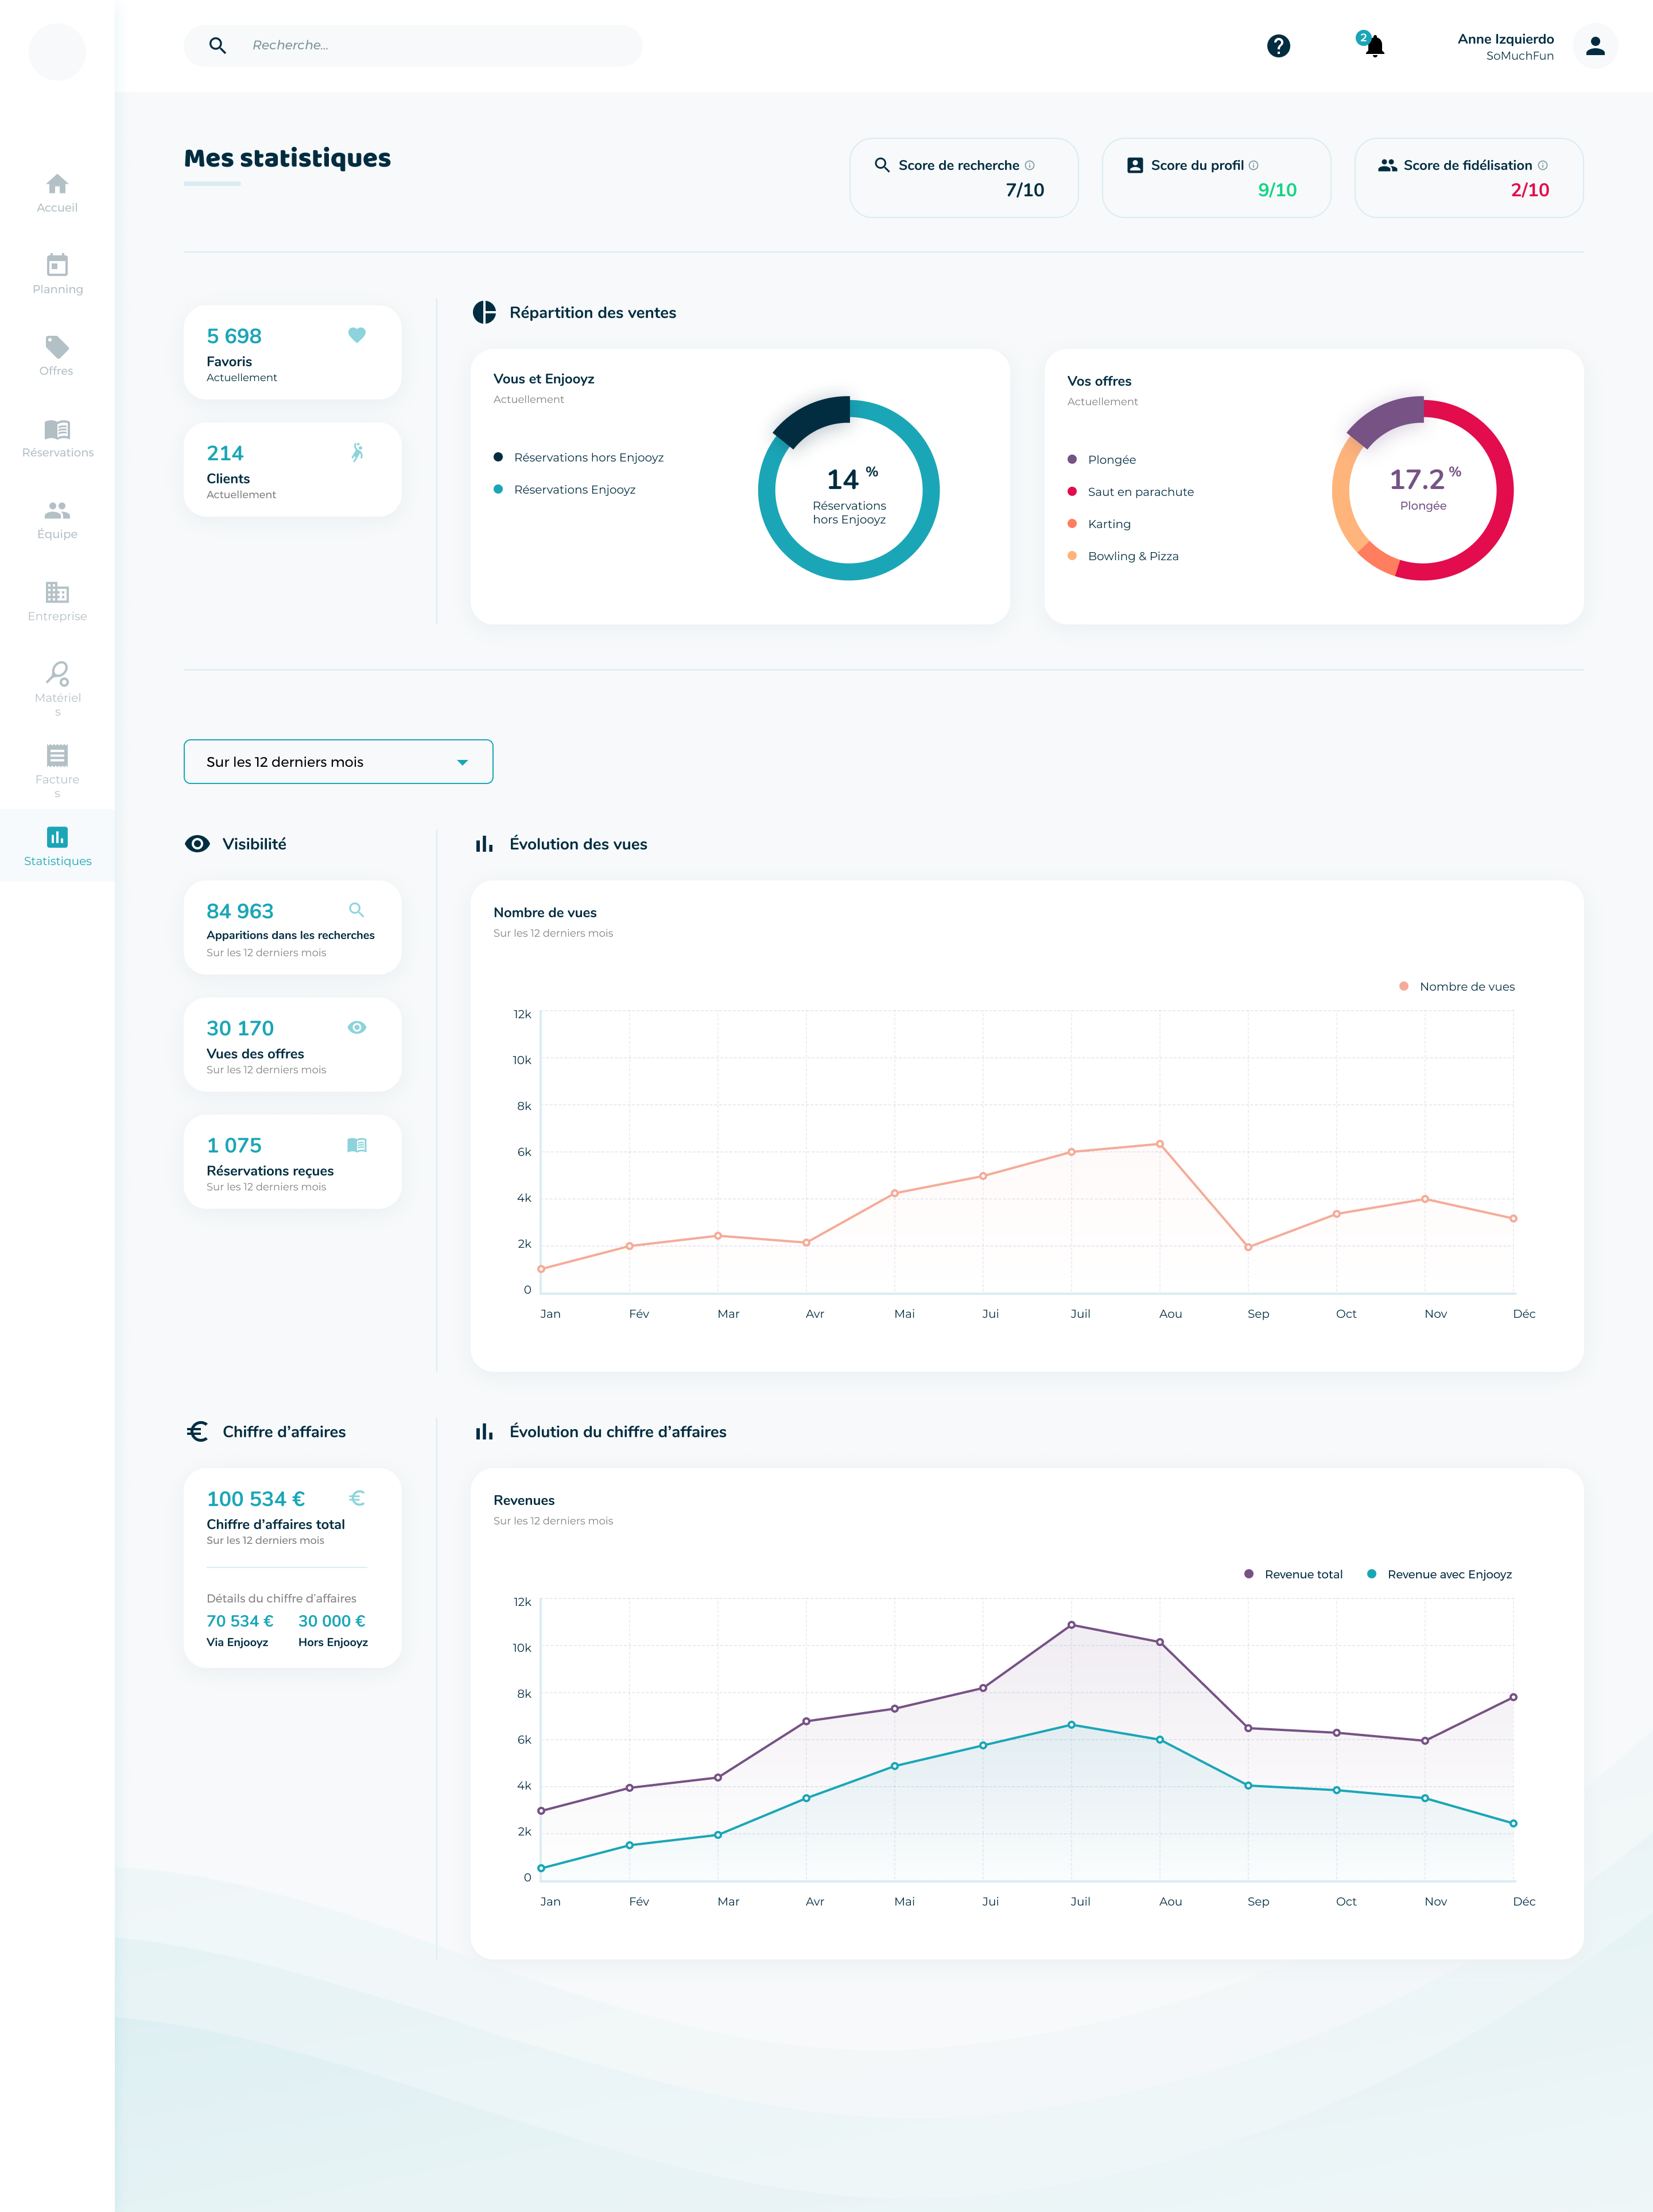 Recherche...
2
Anne Izquierdo
SoMuchFun
Accueil
Planning
Offres
Réservations
Équipe
Entreprise
Matériel
s
Facture
s
Statistiques
Mes statistiques
Score de recherche
7/10
Score du profil
9/10
Score de fidélisation
2/10
5 698
Favoris
Actuellement
214
Clients
Actuellement
Répartition des ventes
Vous et Enjooyz
Actuellement
Réservations hors Enjooyz
Réservations Enjooyz
14 %
Réservations
hors Enjooyz
Vos offres
Actuellement
Plongée
Saut en parachute
Karting
Bowling & Pizza
17.2 %
Plongée
Sur les 12 derniers mois
Visibilité
84 963
Apparitions dans les recherches
Sur les 12 derniers mois
30 170
Vues des offres
Sur les 12 derniers mois
1 075
Réservations reçues
Sur les 12 derniers mois
Évolution des vues
Nombre de vues
Sur les 12 derniers mois
Nombre de vues
12k
10k
8k
6k
4k
2k
0
Jan Fév Mar Avr Mai Jui Juil Aou Sep Oct Nov Déc
Chiffre d'affaires
100 534 €
Chiffre d'affaires total
Sur les 12 derniers mois
Détails du chiffre d'affaires
70 534 € 30 000 €
Via Enjooyz Hors Enjooyz
Évolution du chiffre d'affaires
Revenues
Sur les 12 derniers mois
Revenue total Revenue avec Enjooyz
12k
10k
8k
6k
4k
2k
0
Jan Fév Mar Avr Mai Jui Juil Aou Sep Oct Nov Déc